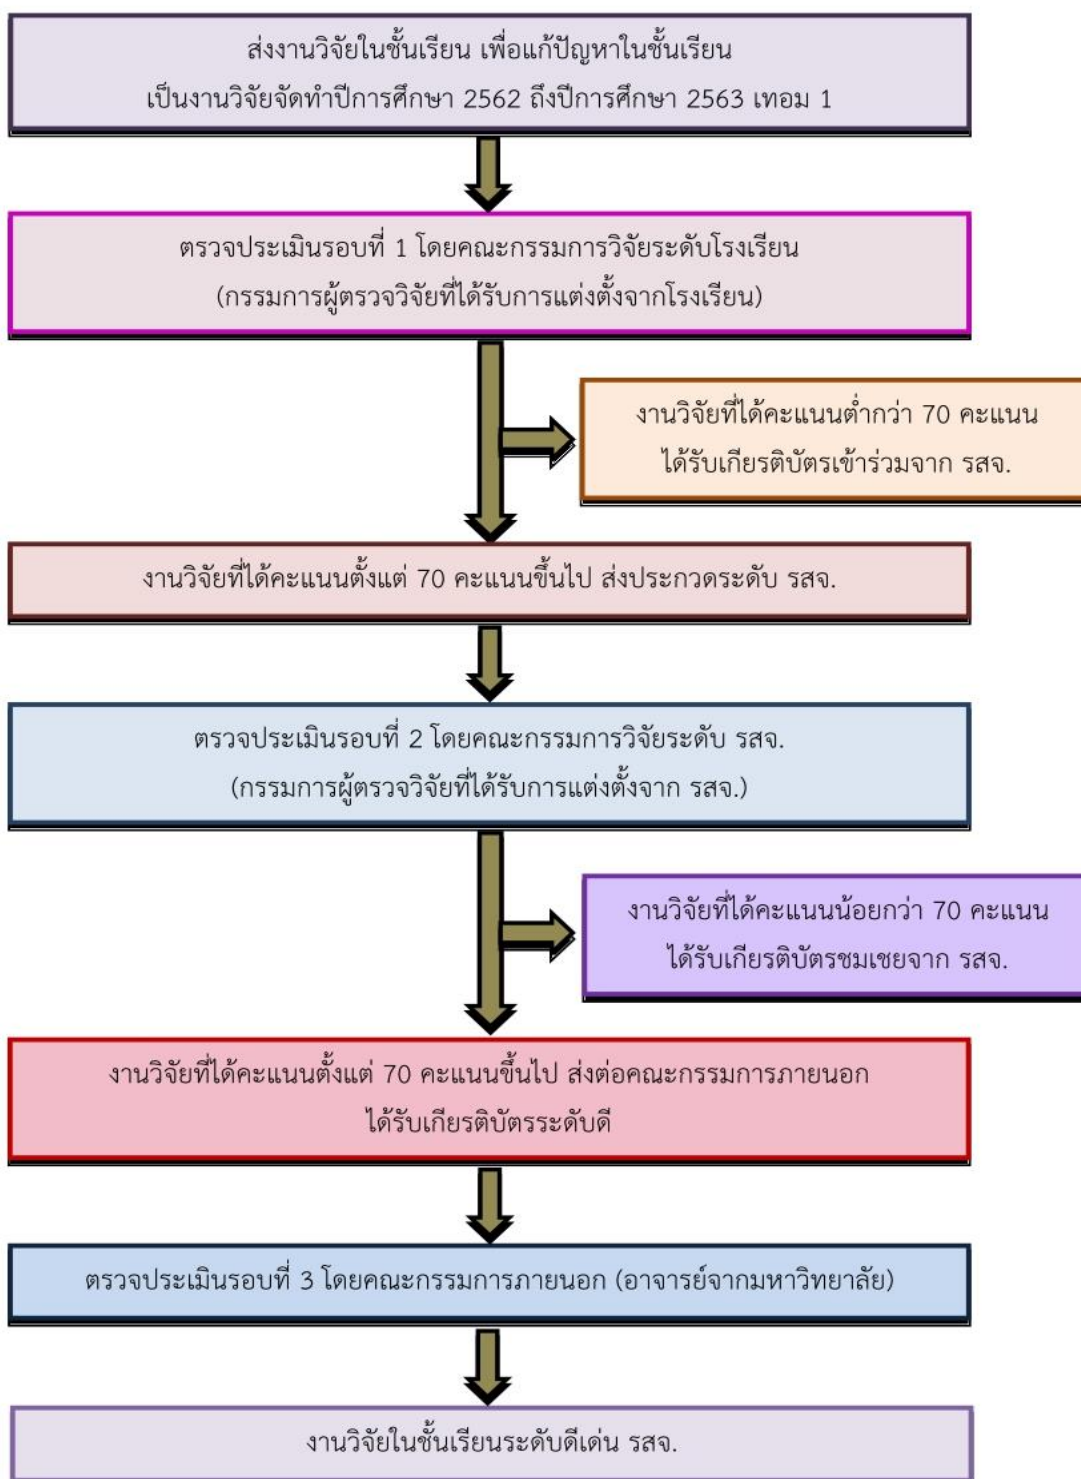 ส่งงานวิจัยในชั้นเรียน เพื่อแก้ปัญหาในชั้นเรียน
เป็นงานวิจัยจัดทำปีการศึกษา 2562 ถึงปีการศึกษา 2563 เทอม 1
ตรวจประเมินรอบที่ 1 โดยคณะกรรมการวิจัยระดับโรงเรียน
(กรรมการผู้ตรวจวิจัยที่ได้รับการแต่งตั้งจากโรงเรียน)
งานวิจัยที่ได้คะแนนต่ำกว่า 70 คะแนน
ได้รับเกียรติบัตรเข้าร่วมจาก รสจ.
งานวิจัยที่ได้คะแนนตั้งแต่ 70 คะแนนขึ้นไป ส่งประกวดระดับ รสจ.
ตรวจประเมินรอบที่ 2 โดยคณะกรรมการวิจัยระดับ รสจ.
(กรรมการผู้ตรวจวิจัยที่ได้รับการแต่งตั้งจาก รสจ.)
งานวิจัยที่ได้คะแนนน้อยกว่า 70 คะแนน
ได้รับเกียรติบัตรชมเชยจาก รสจ.
งานวิจัยที่ได้คะแนนตั้งแต่ 70 คะแนนขึ้นไป ส่งต่อคณะกรรมการภายนอก
ได้รับเกียรติบัตรระดับดี
ตรวจประเมินรอบที่ 3 โดยคณะกรรมการภายนอก (อาจารย์จากมหาวิทยาลัย)
งานวิจัยในชั้นเรียนระดับดีเด่น รสจ.